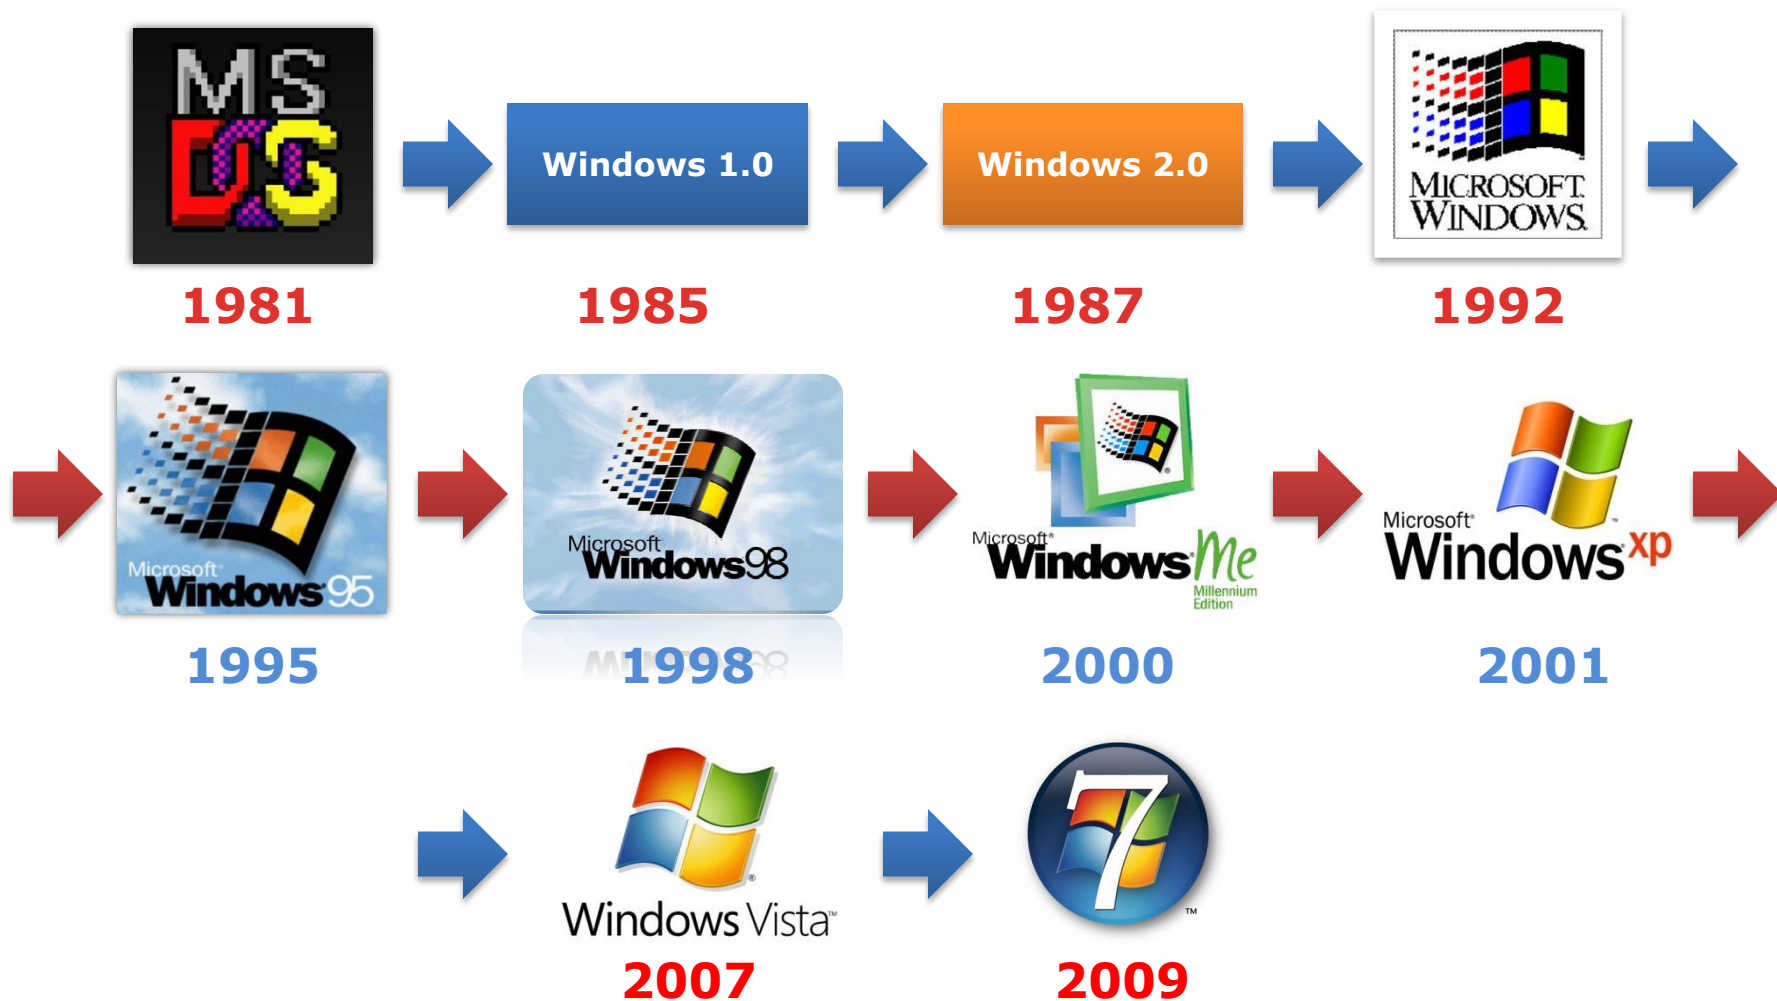 MS
DOS
Windows 1.0
Windows 2.0
MICROSOFT
WINDOWS
1981
1985
1987
1992
Microsoft
Windows 95
Microsoft
Windows 98
Microsoft
Windows Me
Millennium
Edition
Microsoft
Windows xp
1995
1998
2000
2001
Windows Vista
7
2007
2009